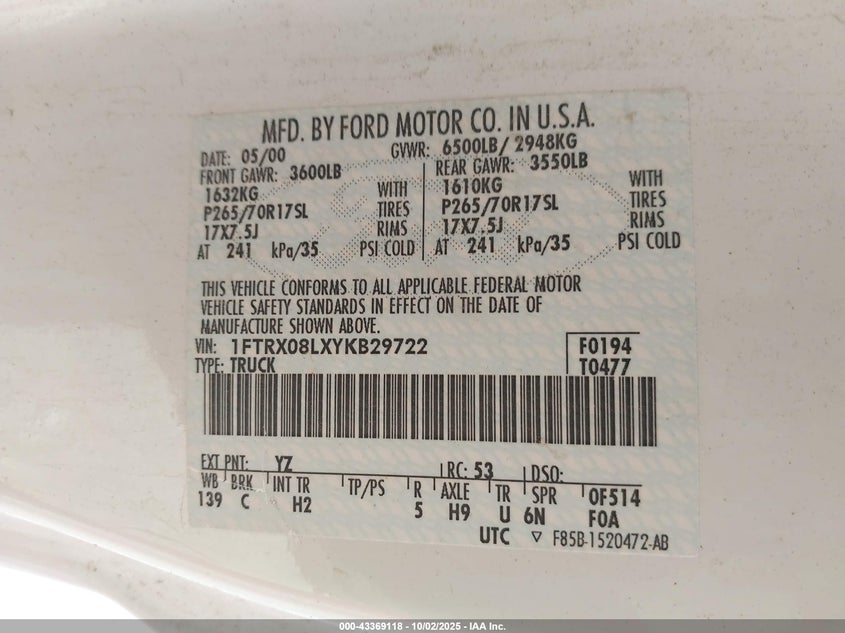 MFD. BY FORD MOTOR CO. IN U.S.A.
DATE: 05/00 GVWR: 6500LB/ 2948KG
FRONT GAWR: 3600LB REAR GAWR: 3550LB
1632KG WITH 1610KG WITH
P265/70R17SL TIRES P265/70R17SL TIRES
17X7.5J RIMS 17X7.5J RIMS
AT 241 kPa/35 PSI COLD AT 241 kPa/35 PSI COLD
THIS VEHICLE CONFORMS TO ALL APPLICABLE FEDERAL MOTOR
VEHICLE SAFETY STANDARDS IN EFFECT ON THE DATE OF
MANUFACTURE SHOWN ABOVE.
VIN: 1FTRX08LXYKB29722 F0194
TYPE: TRUCK T0477
EXT PNT: YZ RC: 53 DSO:
WB BRK INT TR TP/PS R AXLE TR SPR 0F514
139 C H2 5 H9 U 6N F0A
UTC ▽ F85B-1520472-AB
000-43369118 - 10/02/2025 - IAA Inc.